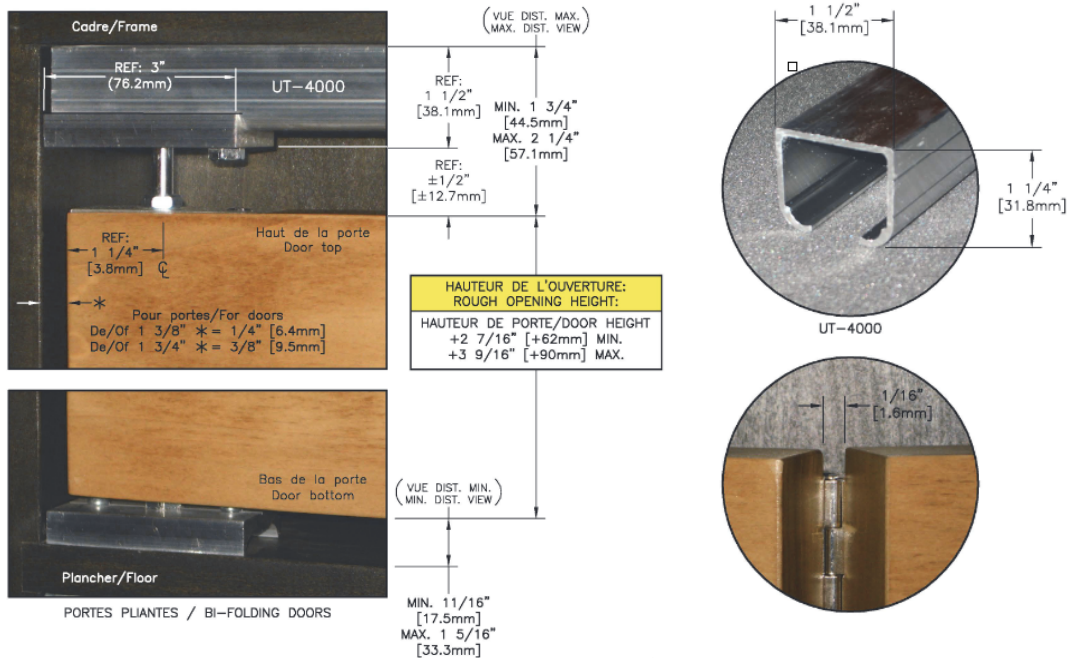 Cadre/Frame
REF: 3"
(76.2mm)
UT-4000
(VUE DIST. MAX.
MAX. DIST. VIEW)
REF:
1 1/2"
[38.1mm]
MIN. 1 3/4"
[44.5mm]
MAX. 2 1/4"
[57.1mm]
REF:
±1/2"
[±12.7mm]
REF:
1 1/4"
[3.8mm]
℄
Haut de la porte
Door top
*
Pour portes/For doors
De/Of 1 3/8" * = 1/4" [6.4mm]
De/Of 1 3/4" * = 3/8" [9.5mm]
HAUTEUR DE L'OUVERTURE:
ROUGH OPENING HEIGHT:
HAUTEUR DE PORTE/DOOR HEIGHT
+2 7/16" [+62mm] MIN.
+3 9/16" [+90mm] MAX.
Bas de la porte
Door bottom
(VUE DIST. MIN.
MIN. DIST. VIEW)
Plancher/Floor
PORTES PLIANTES / BI-FOLDING DOORS
MIN. 11/16"
[17.5mm]
MAX. 1 5/16"
[33.3mm]
1 1/2"
[38.1mm]
1 1/4"
[31.8mm]
UT-4000
1/16"
[1.6mm]